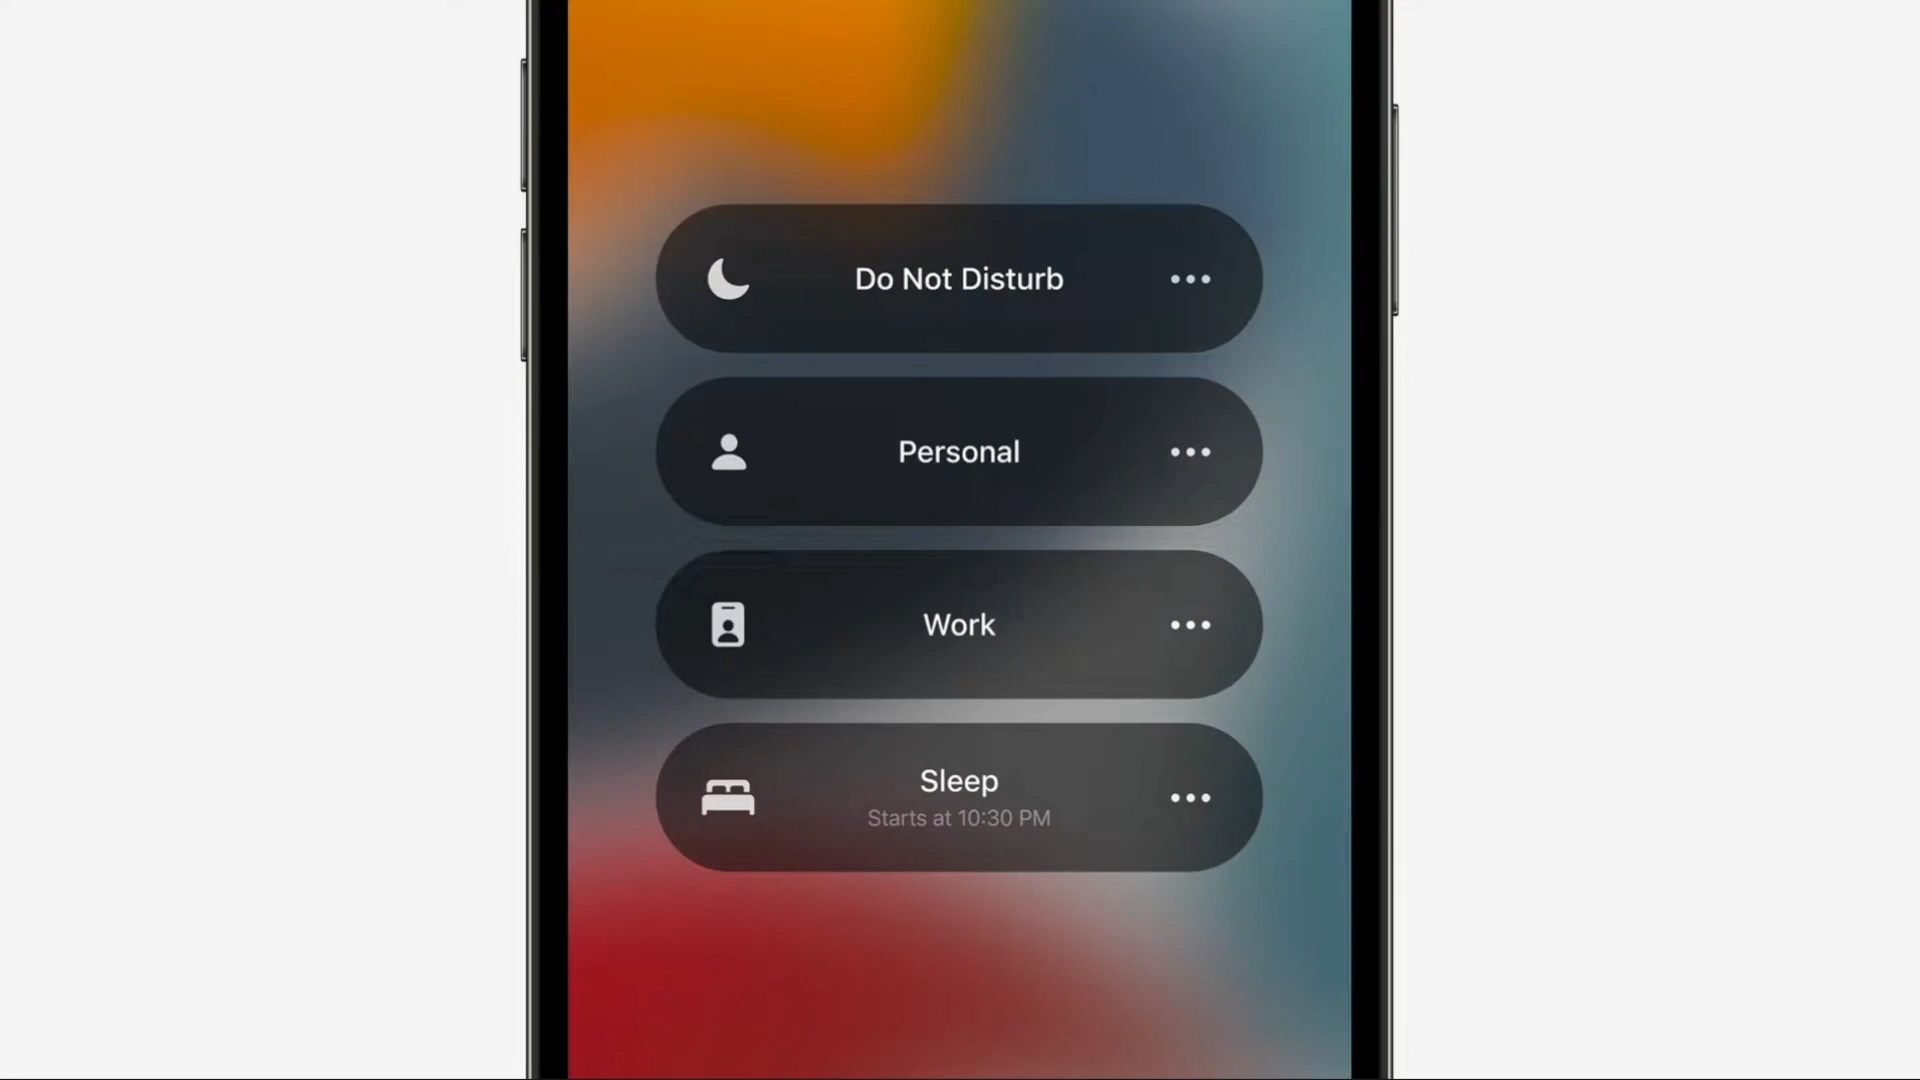 Do Not Disturb
Personal
Work
Sleep
Starts at 10:30 PM